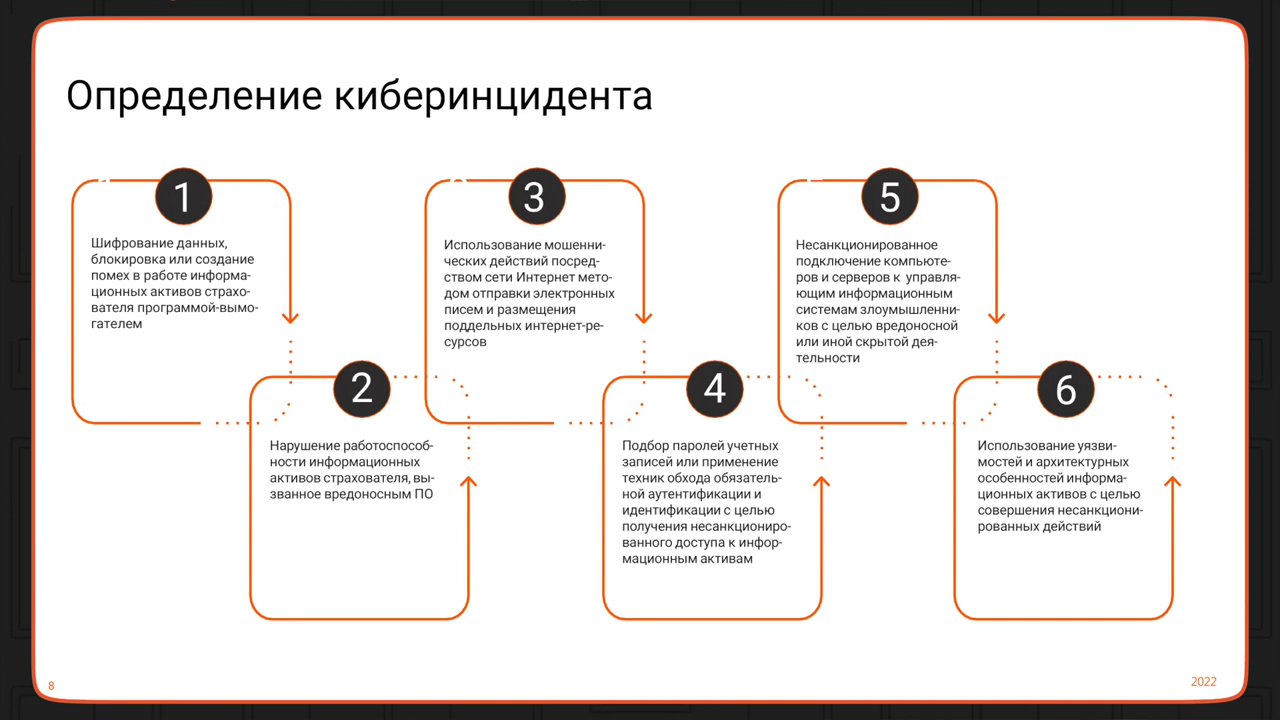 Определение киберинцидента
1
Шифрование данных,
блокировка или создание
помех в работе информа-
ционных активов страхо-
вателя программой-вымо-
гателем
2
Нарушение работоспособ-
ности информационных
активов страхователя, вы-
званное вредоносным ПО
3
Использование мошенни-
ческих действий посред-
ством сети Интернет мето-
дом отправки электронных
писем и размещения
поддельных интернет-ре-
сурсов
4
Подбор паролей учетных
записей или применение
техник обхода обязатель-
ной аутентификации и
идентификации с целью
получения несанкциониро-
ванного доступа к инфор-
мационным активам
5
Несанкционированное
подключение компьюте-
ров и серверов к управля-
ющим информационным
системам злоумышленни-
ков с целью вредоносной
или иной скрытой дея-
тельности
6
Использование уязви-
мостей и архитектурных
особенностей информа-
ционных активов с целью
совершения несанкциони-
рованных действий
8
2022